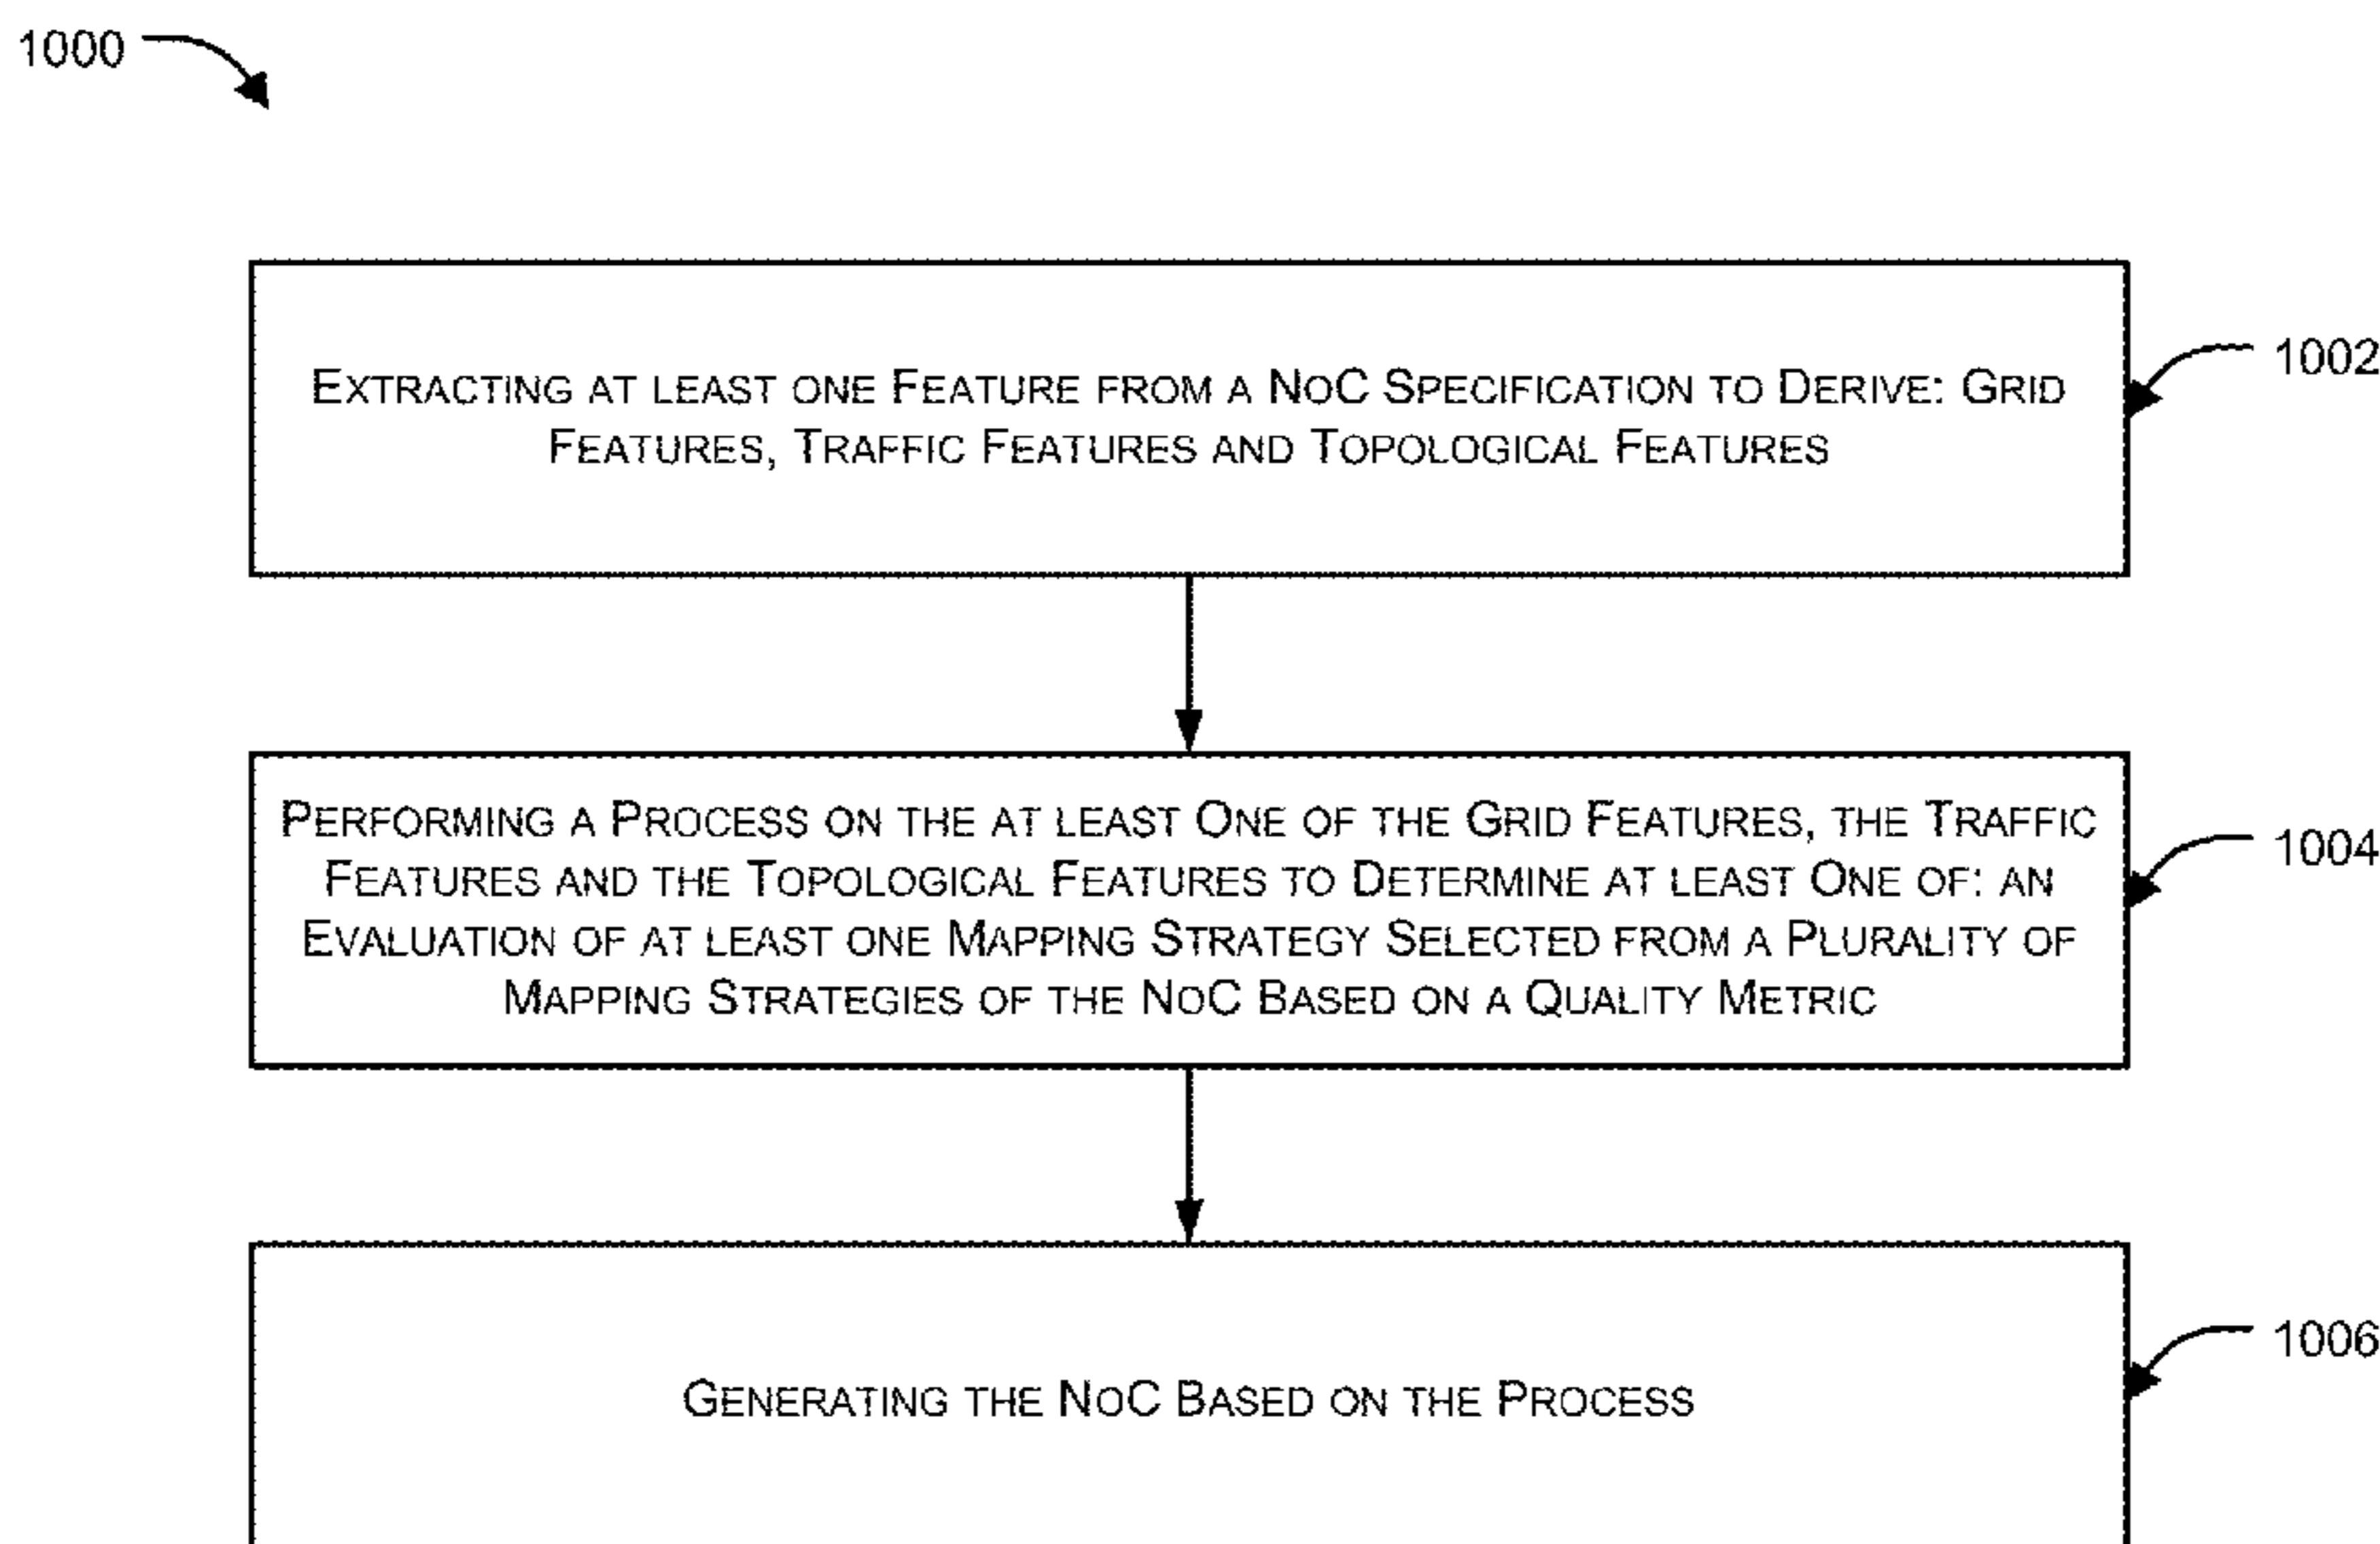 1000
EXTRACTING AT LEAST ONE FEATURE FROM A NOC SPECIFICATION TO DERIVE: GRID
FEATURES, TRAFFIC FEATURES AND TOPOLOGICAL FEATURES
1002
PERFORMING A PROCESS ON THE AT LEAST ONE OF THE GRID FEATURES, THE TRAFFIC
FEATURES AND THE TOPOLOGICAL FEATURES TO DETERMINE AT LEAST ONE OF: AN
EVALUATION OF AT LEAST ONE MAPPING STRATEGY SELECTED FROM A PLURALITY OF
MAPPING STRATEGIES OF THE NOC BASED ON A QUALITY METRIC
1004
GENERATING THE NOC BASED ON THE PROCESS
1006